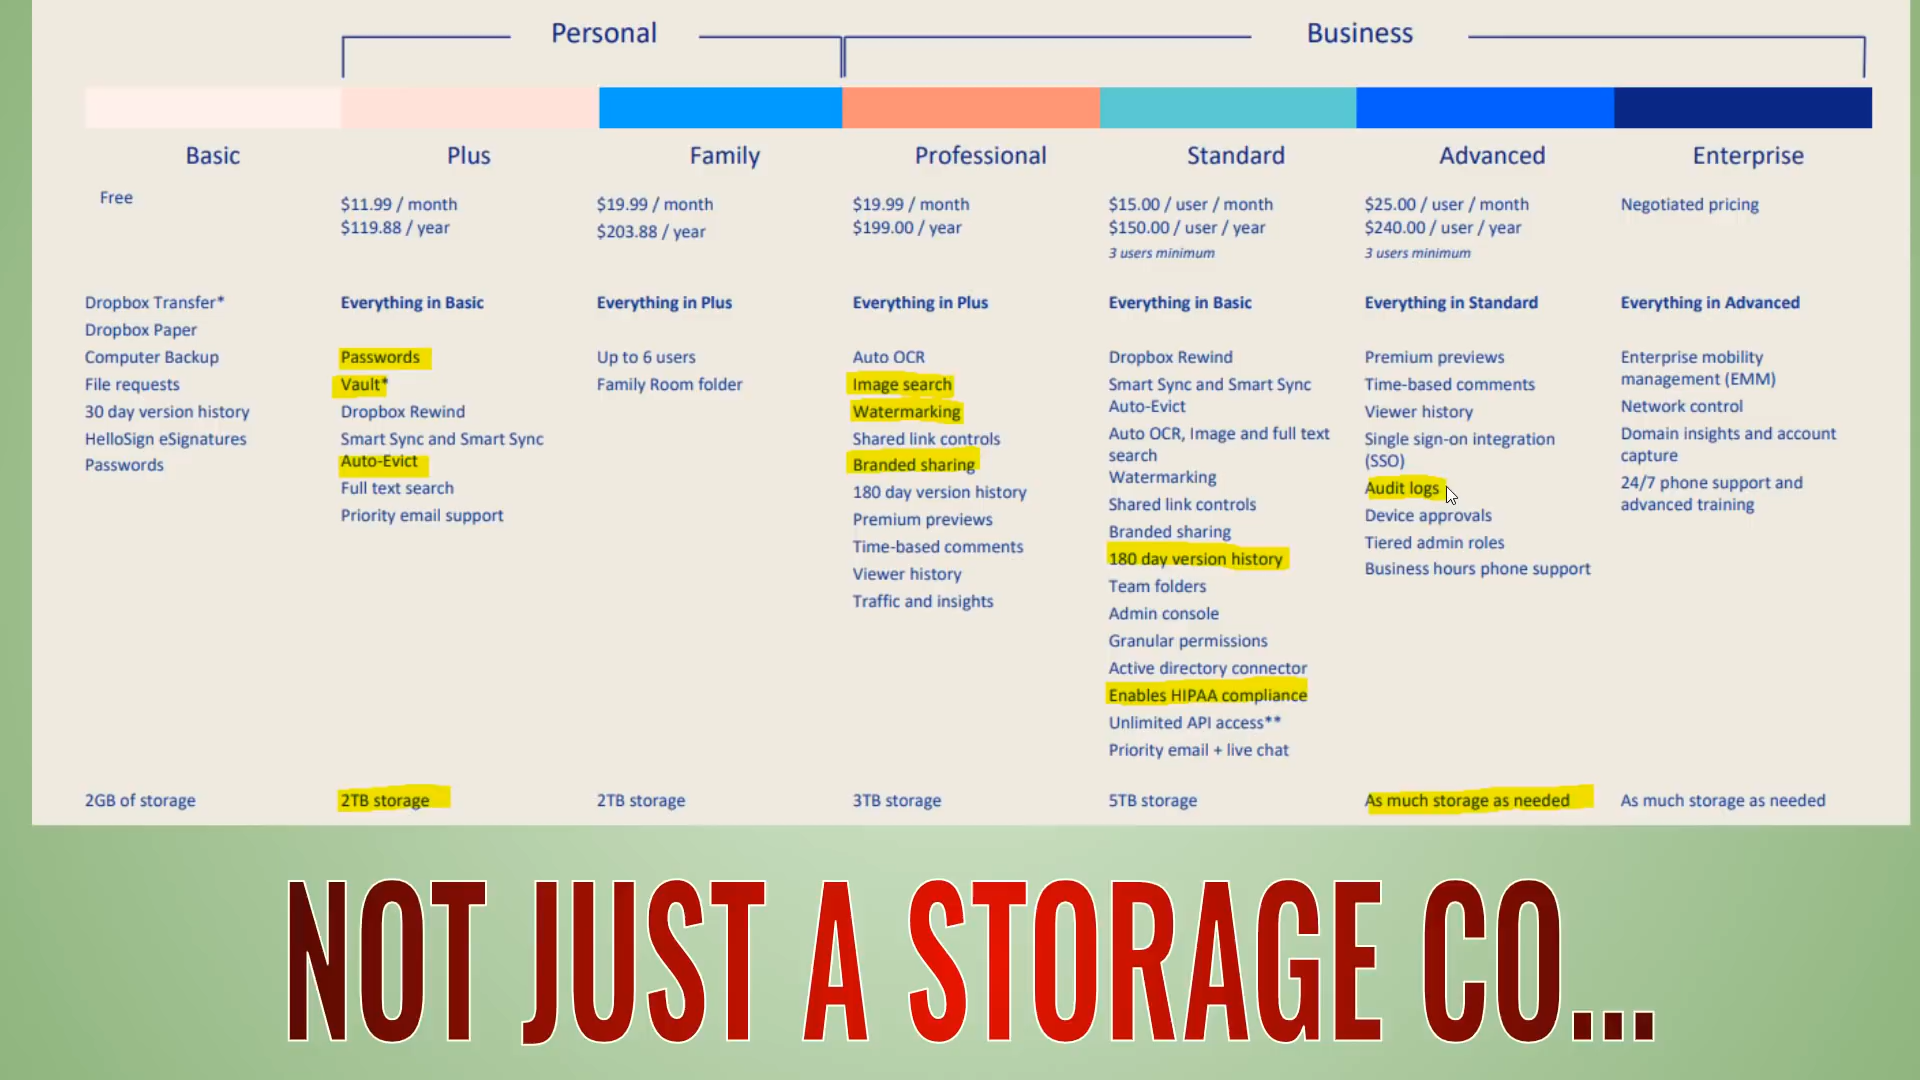 Personal
Business
Basic
Free
Dropbox Transfer*
Dropbox Paper
Computer Backup
File requests
30 day version history
HelloSign eSignatures
Passwords
2GB of storage
Plus
$11.99 / month
$119.88 / year
Everything in Basic
Passwords
Vault*
Dropbox Rewind
Smart Sync and Smart Sync
Auto-Evict
Full text search
Priority email support
2TB storage
Family
$19.99 / month
$203.88 / year
Everything in Plus
Up to 6 users
Family Room folder
2TB storage
Professional
$19.99 / month
$199.00 / year
Everything in Plus
Auto OCR
Image search
Watermarking
Shared link controls
Branded sharing
180 day version history
Premium previews
Time-based comments
Viewer history
Traffic and insights
3TB storage
Standard
$15.00 / user / month
$150.00 / user / year
3 users minimum
Everything in Basic
Dropbox Rewind
Smart Sync and Smart Sync
Auto-Evict
Auto OCR, Image and full text
search
Watermarking
Shared link controls
Branded sharing
180 day version history
Team folders
Admin console
Granular permissions
Active directory connector
Enables HIPAA compliance
Unlimited API access**
Priority email + live chat
5TB storage
Advanced
$25.00 / user / month
$240.00 / user / year
3 users minimum
Everything in Standard
Premium previews
Time-based comments
Viewer history
Single sign-on integration
(SSO)
Audit logs
Device approvals
Tiered admin roles
Business hours phone support
As much storage as needed
Enterprise
Negotiated pricing
Everything in Advanced
Enterprise mobility
management (EMM)
Network control
Domain insights and account
capture
24/7 phone support and
advanced training
As much storage as needed
NOT JUST A STORAGE CO...